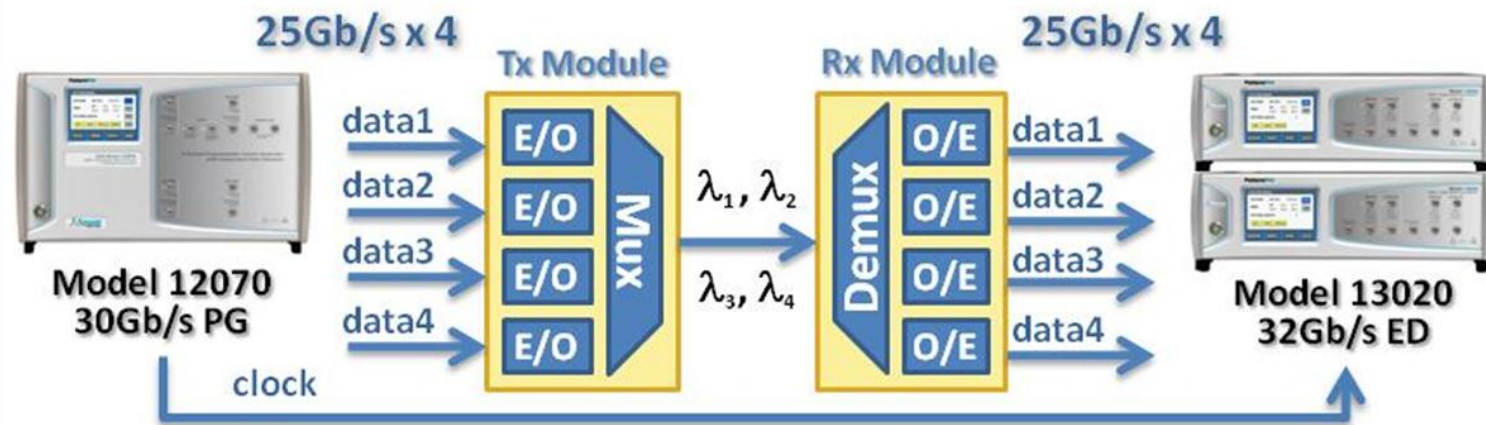 25Gb/s x 4
25Gb/s x 4
Tx Module
Rx Module
data1
data2
data3
data4
E/O
E/O
E/O
E/O
Mux
λ₁, λ₂
λ₃, λ₄
Demux
O/E
O/E
O/E
O/E
data1
data2
data3
data4
Model 12070
30Gb/s PG
Model 13020
32Gb/s ED
clock